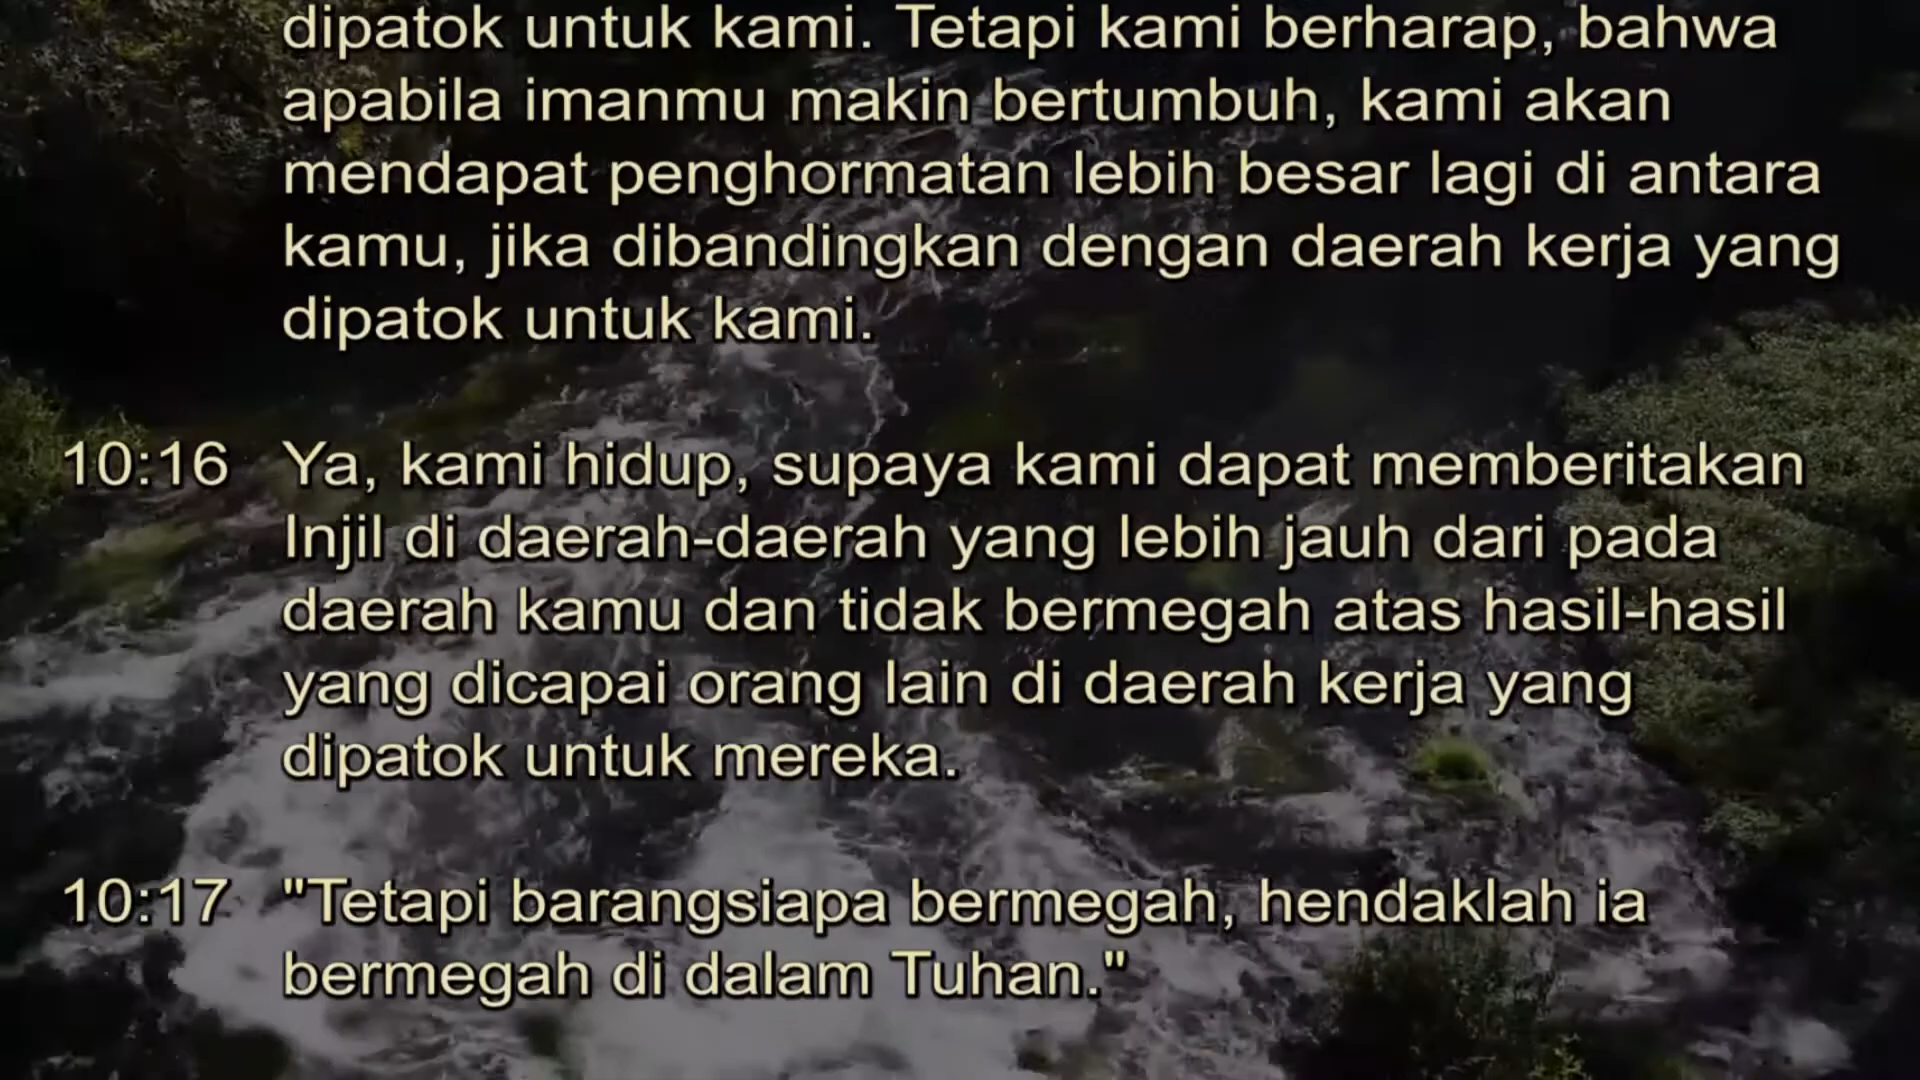 dipatok untuk kami. Tetapi kami berharap, bahwa
apabila imanmu makin bertumbuh, kami akan
mendapat penghormatan lebih besar lagi di antara
kamu, jika dibandingkan dengan daerah kerja yang
dipatok untuk kami.
10:16 Ya, kami hidup, supaya kami dapat memberitakan
Injil di daerah-daerah yang lebih jauh dari pada
daerah kamu dan tidak bermegah atas hasil-hasil
yang dicapai orang lain di daerah kerja yang
dipatok untuk mereka.
10:17 "Tetapi barangsiapa bermegah, hendaklah ia
bermegah di dalam Tuhan."